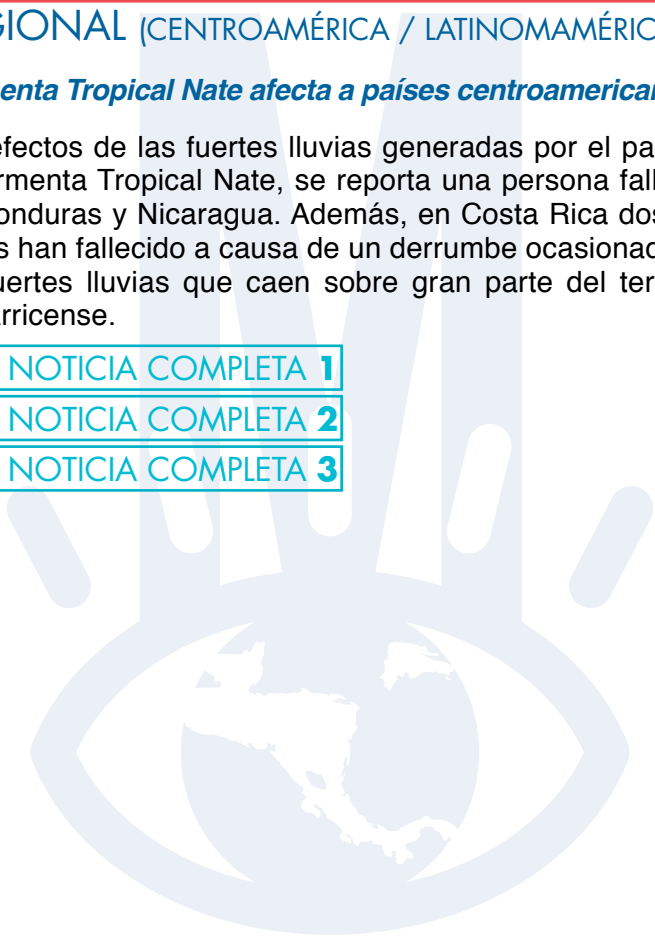 GIONAL (CENTROAMÉRICA / LATINOMAMÉRIC
enta Tropical Nate afecta a países centroamerica
efectos de las fuertes lluvias generadas por el pa
rmenta Tropical Nate, se reporta una persona fall
onduras y Nicaragua. Además, en Costa Rica dos
s han fallecido a causa de un derrumbe ocasionad
uertes lluvias que caen sobre gran parte del ter
arricense.
NOTICIA COMPLETA 1
NOTICIA COMPLETA 2
NOTICIA COMPLETA 3